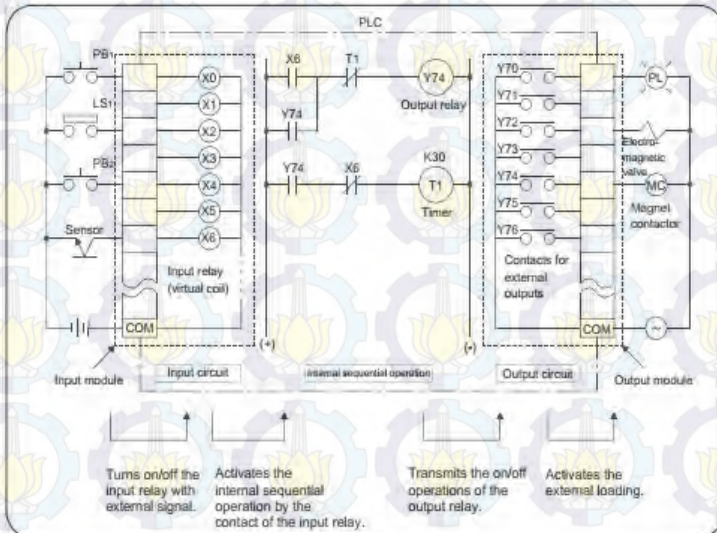 PLC
PB1
LS1
PB2
Sensor
COM
X0
X1
X2
X3
X4
X5
X6
Input relay
(virtual coil)
X6
T1
Y74
Output relay
Y74
Y74
X6
K30
T1
Timer
(+)
(-)
Y70
Y71
Y72
Y73
Y74
Y75
Y76
Contacts for
external
outputs
COM
PL
Electro-
magnetic
valve
MC
Magnet
contactor
Input module
Input circuit
Internal sequential operation
Output circuit
Output module
Turns on/off the
input relay with
external signal.
Activates the
internal sequential
operation by the
contact of the input relay.
Transmits the on/off
operations of the
output relay.
Activates the
external loading.